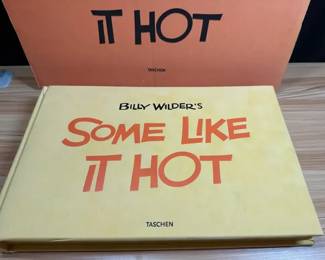 IT HOT
TASCHEN
BILLY WILDER'S
SOME LIKE
IT HOT
TASCHEN